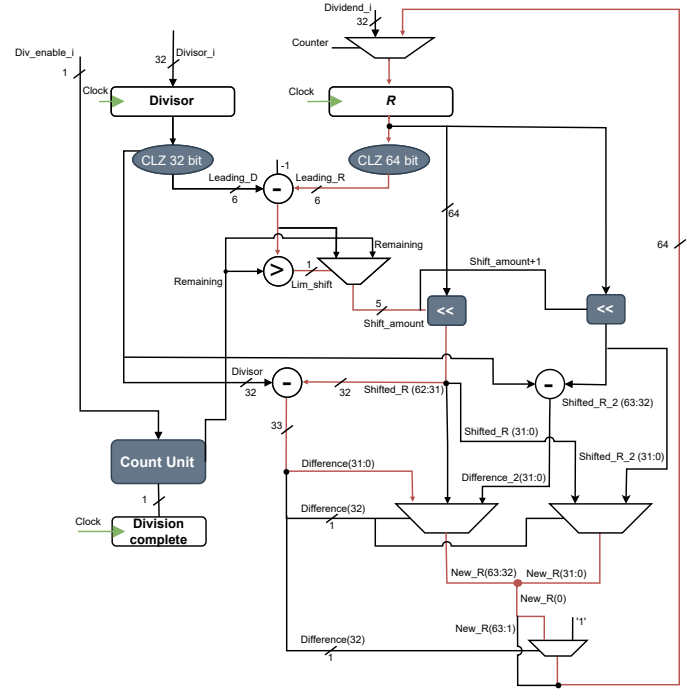 Dividend_i
32
Counter
Div_enable_i
1
32
Divisor_i
Clock
Divisor
Clock
R
CLZ 32 bit
CLZ 64 bit
-1
Leading_D
Leading_R
-
6
6
64
64
Remaining
Shift_amount+1
Remaining
>
1
Lim_shift
5
Shift_amount
<<
<<
Divisor
32
-
32
Shifted_R (62:31)
-
Shifted_R_2 (63:32)
33
Shifted_R (31:0)
Shifted_R_2 (31:0)
Count Unit
Difference(31:0)
Difference_2(31:0)
1
Difference(32)
1
Clock
Division
complete
New_R(63:32)
New_R(31:0)
New_R(0)
New_R(63:1)
'1'
Difference(32)
1